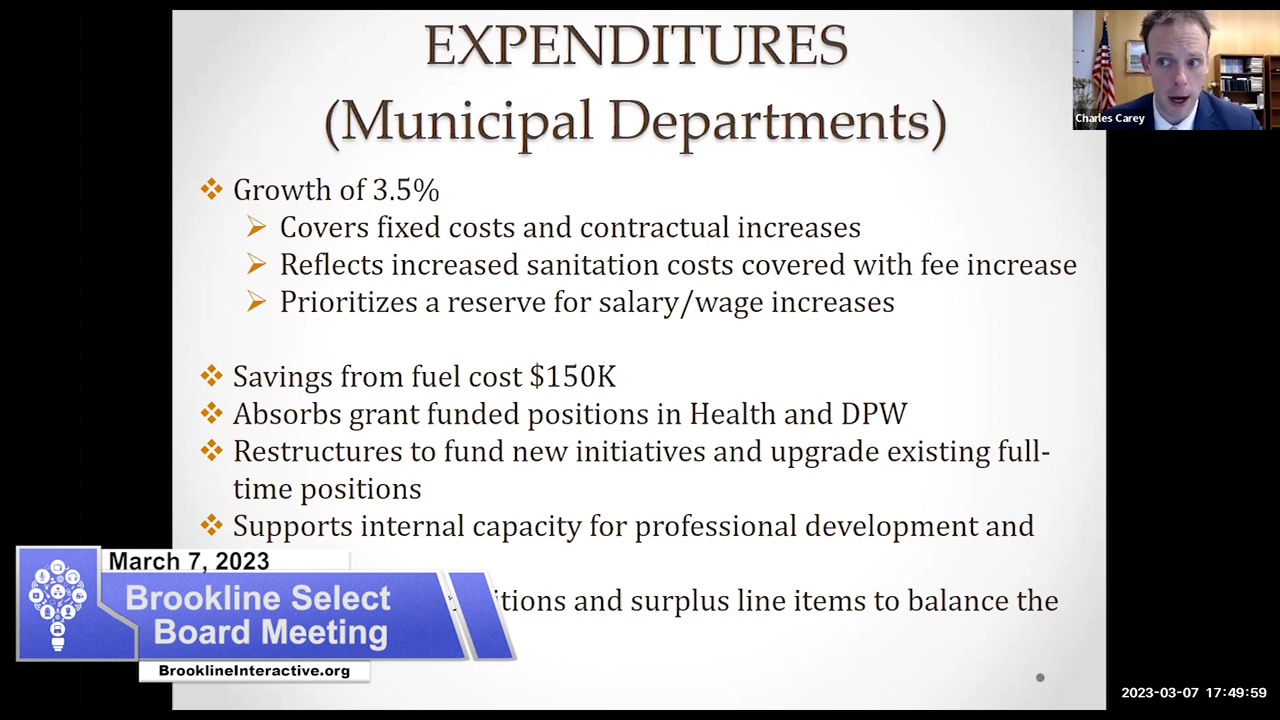 EXPENDITURES
(Municipal Departments)
Charles Carey
Growth of 3.5%
Covers fixed costs and contractual increases
Reflects increased sanitation costs covered with fee increase
Prioritizes a reserve for salary/wage increases
Savings from fuel cost $150K
Absorbs grant funded positions in Health and DPW
Restructures to fund new initiatives and upgrade existing full-
time positions
Supports internal capacity for professional development and
and surplus line items to balance the
March 7, 2023
Brookline Select
Board Meeting
BrooklineInteractive.org
2023-03-07 17:49:59